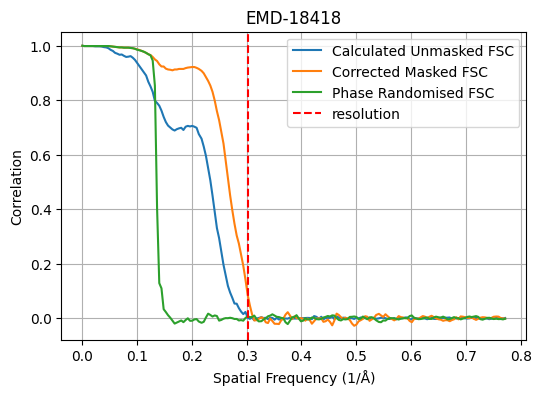 EMD-18418
Calculated Unmasked FSC
Corrected Masked FSC
Phase Randomised FSC
resolution
Correlation
1.0
0.8
0.6
0.4
0.2
0.0
0.0 0.1 0.2 0.3 0.4 0.5 0.6 0.7 0.8
Spatial Frequency (1/Å)